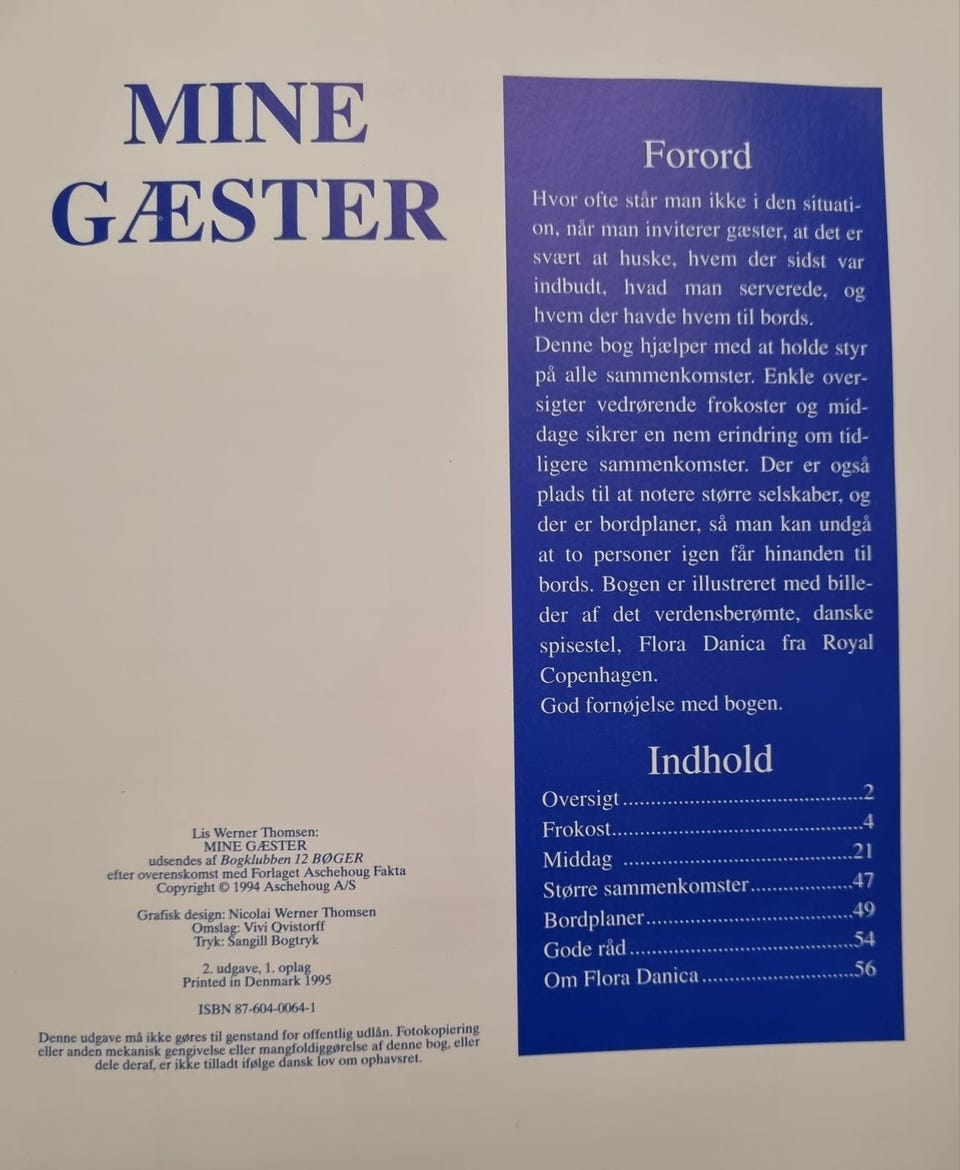 MINE
GÆSTER
Lis Werner Thomsen:
MINE GÆSTER
udsendes af Bogklubben 12 BØGER
efter overenskomst med Forlaget Aschehoug Fakta
Copyright © 1994 Aschehoug A/S
Grafisk design: Nicolai Werner Thomsen
Omslag: Vivi Qvistorff
Tryk: Sangill Bogtryk
2. udgave, 1. oplag
Printed in Denmark 1995
ISBN 87-604-0064-1
Denne udgave må ikke gøres til genstand for offentlig udlån. Fotokopiering
eller anden mekanisk gengivelse eller mangfoldiggørelse af denne bog, eller
dele deraf, er ikke tilladt ifølge dansk lov om ophavsret.
Forord
Hvor ofte står man ikke i den situati-
on, når man inviterer gæster, at det er
svært at huske, hvem der sidst var
indbudt, hvad man serverede, og
hvem der havde hvem til bords.
Denne bog hjælper med at holde styr
på alle sammenkomster. Enkle over-
sigter vedrørende frokoster og mid-
dage sikrer en nem erindring om tid-
ligere sammenkomster. Der er også
plads til at notere større selskaber, og
der er bordplaner, så man kan undgå
at to personer igen får hinanden til
bords. Bogen er illustreret med bille-
der af det verdensberømte, danske
spisestel, Flora Danica fra Royal
Copenhagen.
God fornøjelse med bogen.
Indhold
Oversigt...........................................2
Frokost.............................................4
Middag .........................................21
Større sammenkomster..................47
Bordplaner.....................................49
Gode råd........................................54
Om Flora Danica...........................56